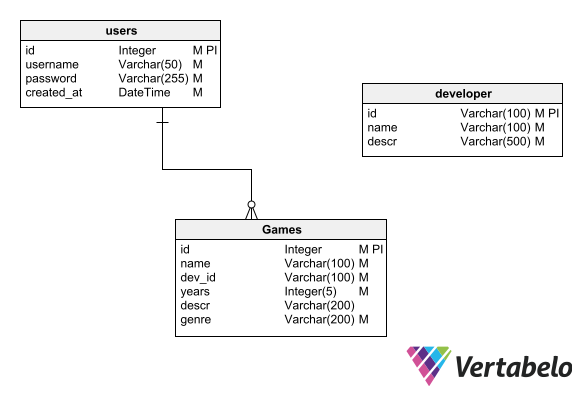 users
id Integer M PI
username Varchar(50) M
password Varchar(255) M
created_at DateTime M
developer
id Varchar(100) M PI
name Varchar(100) M
descr Varchar(500) M
Games
id Integer M PI
name Varchar(100) M
dev_id Varchar(100) M
years Integer(5) M
descr Varchar(200)
genre Varchar(200) M
Vertabelo